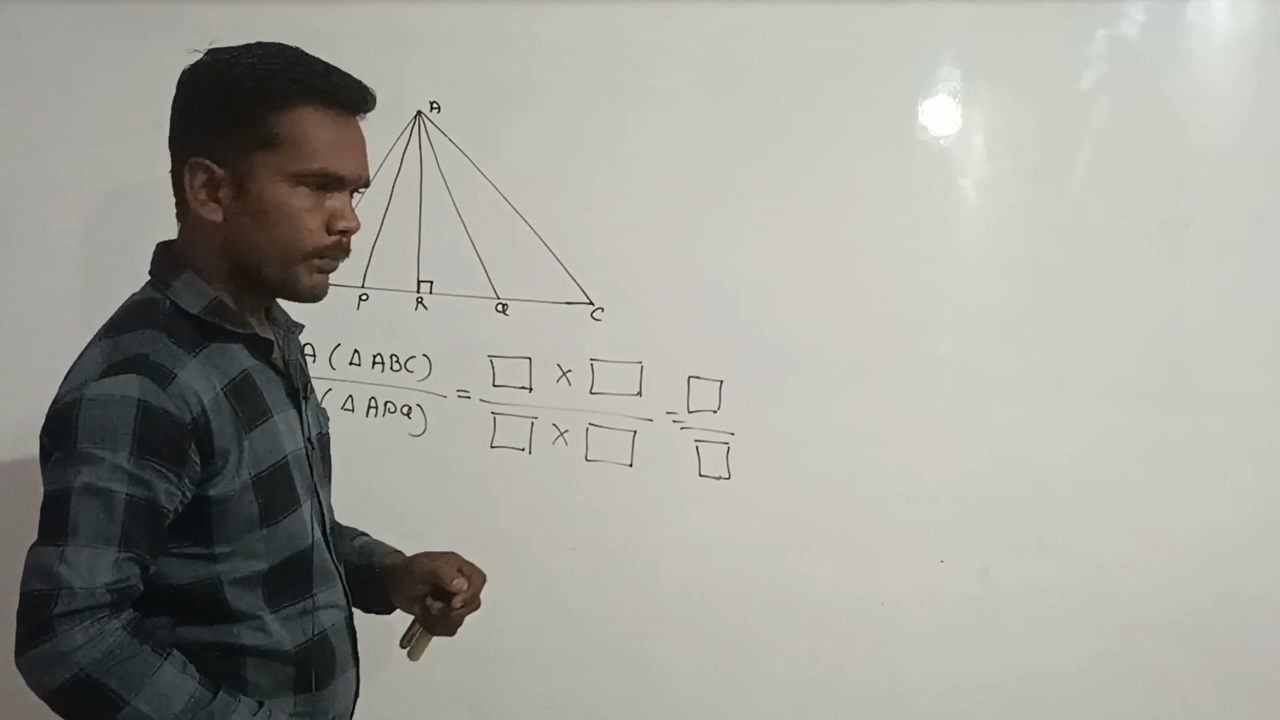 A
P R Q C
A (Δ ABC) = □ × □ = □
(Δ APQ) □ × □ □